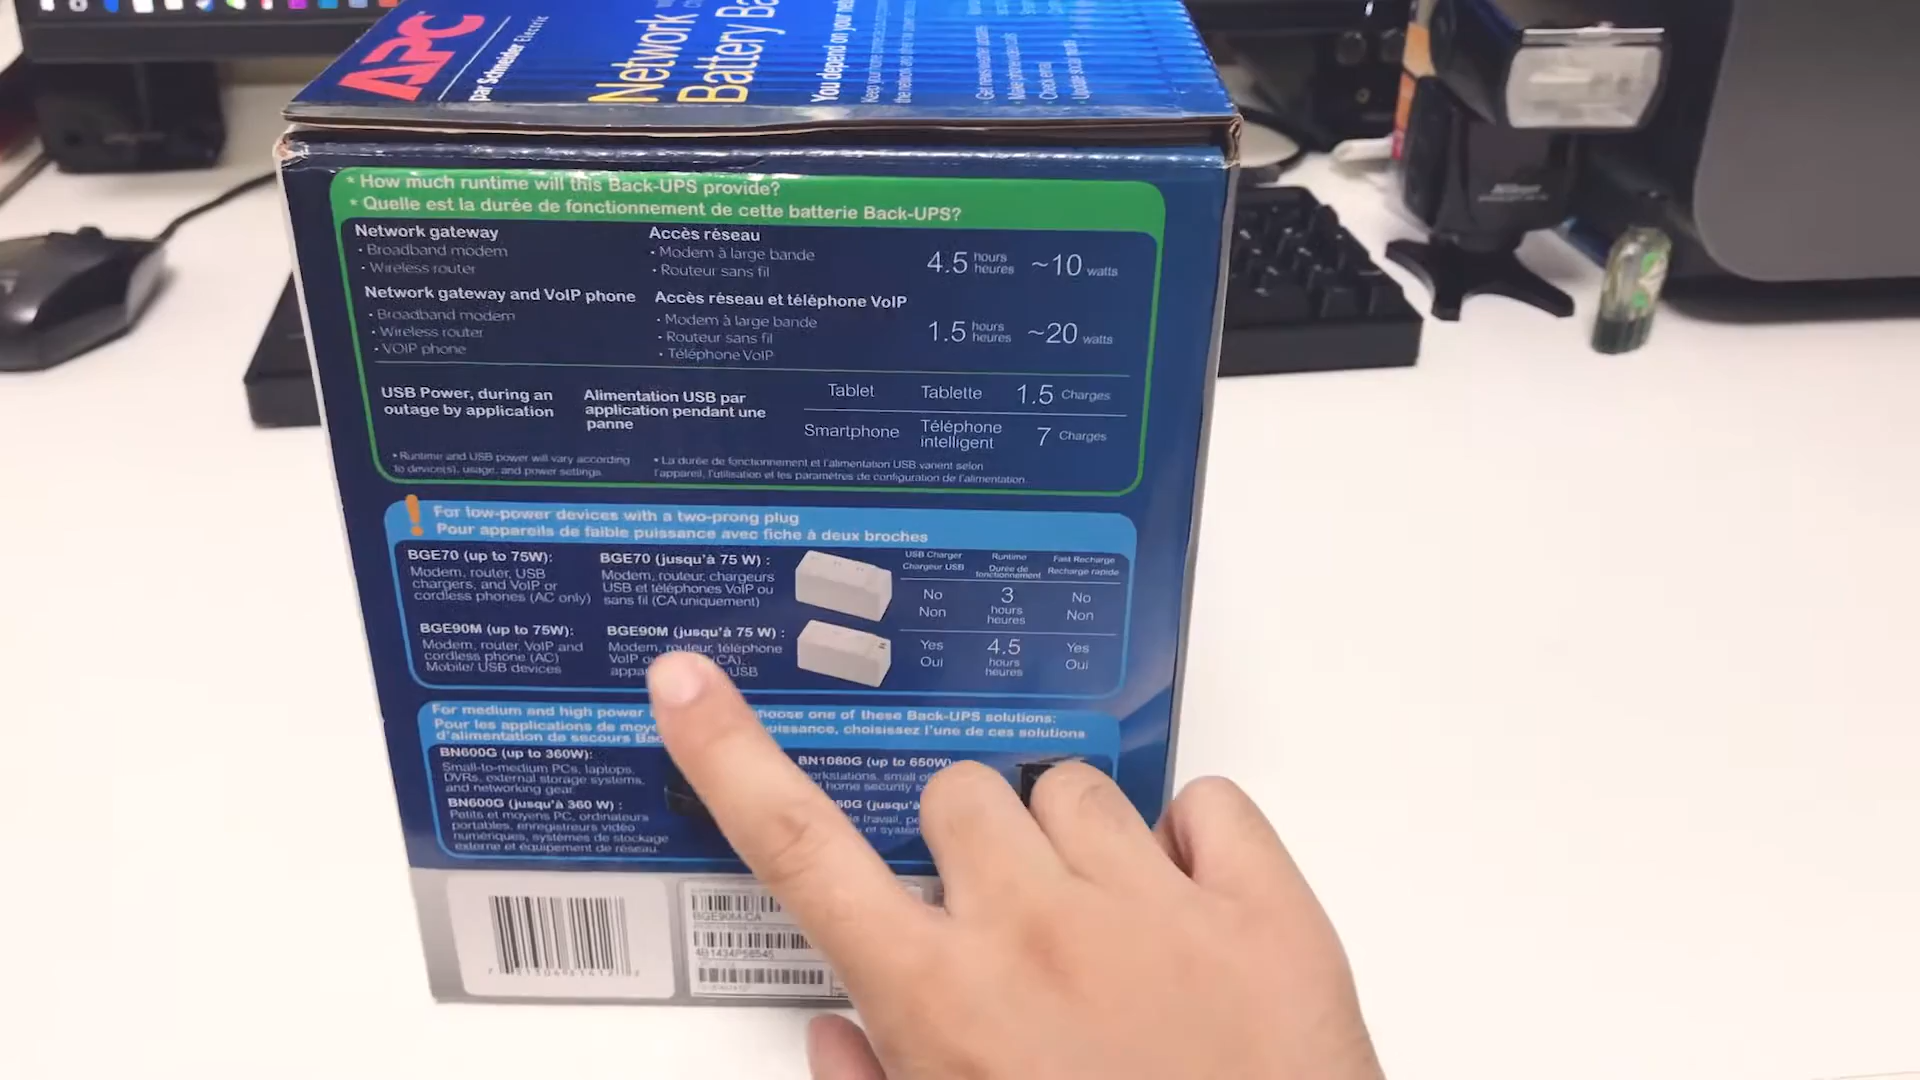 APC
par Schneider Electric
Network
Battery Ba
You depend on your
* How much runtime will this Back-UPS provide?
* Quelle est la durée de fonctionnement de cette batterie Back-UPS?
Network gateway
• Broadband modem
• Wireless router
Accès réseau
• Modem à large bande
• Routeur sans fil
4.5 hours heures ~10 watts
Network gateway and VoIP phone
• Broadband modem
• Wireless router
• VOIP phone
Accès réseau et téléphone VoIP
• Modem à large bande
• Routeur sans fil
• Téléphone VoIP
1.5 hours heures ~20 watts
USB Power, during an
outage by application
Alimentation USB par
application pendant une
panne
Tablet Tablette 1.5 Charges
Smartphone Téléphone intelligent 7 Charges
• Runtime and USB power will vary according
to device(s), usage, and power settings.
• La durée de fonctionnement et l'alimentation USB varient selon
l'appareil, l'utilisation et les paramètres de configuration de l'alimentation.
! For low-power devices with a two-prong plug
Pour appareils de faible puissance avec fiche à deux broches
BGE70 (up to 75W):
Modem, router, USB
chargers, and VoIP or
cordless phones (AC only)
BGE70 (jusqu'à 75 W) :
Modem, routeur, chargeurs
USB et téléphones VoIP ou
sans fil (CA uniquement)
USB Charger
Chargeur USB
Runtime
Durée de
fonctionnement
Fast Recharge
Recharge rapide
No
Non
3
hours
heures
No
Non
BGE90M (up to 75W):
Modem, router, VoIP and
cordless phone (AC)
Mobile/ USB devices
BGE90M (jusqu'à 75 W) :
Modem, routeur, téléphone
VoIP (CA),
USB
Yes
Oui
4.5
hours
heures
Yes
Oui
For medium and high power choose one of these Back-UPS solutions:
Pour les applications de puissance, choisissez l'une de ces solutions
d'alimentation de secours
BN600G (up to 360W):
Small-to-medium PCs, laptops,
DVRs, external storage systems,
and networking gear.
BN600G (jusqu'à 360 W) :
Petits et moyens PC, ordinateurs
portables, enregistreurs vidéo
numériques, systèmes de stockage
externe et équipement de réseau.
BN1080G (up to 650W)
small
home security
(jusqu'à
travail,
et
BGE90M-CA